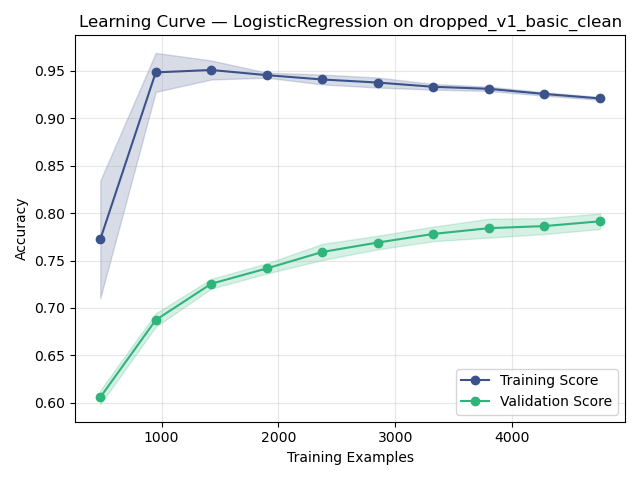 Learning Curve — LogisticRegression on dropped_v1_basic_clean
Accuracy
0.95
0.90
0.85
0.80
0.75
0.70
0.65
0.60
1000
2000
3000
4000
Training Examples
Training Score
Validation Score